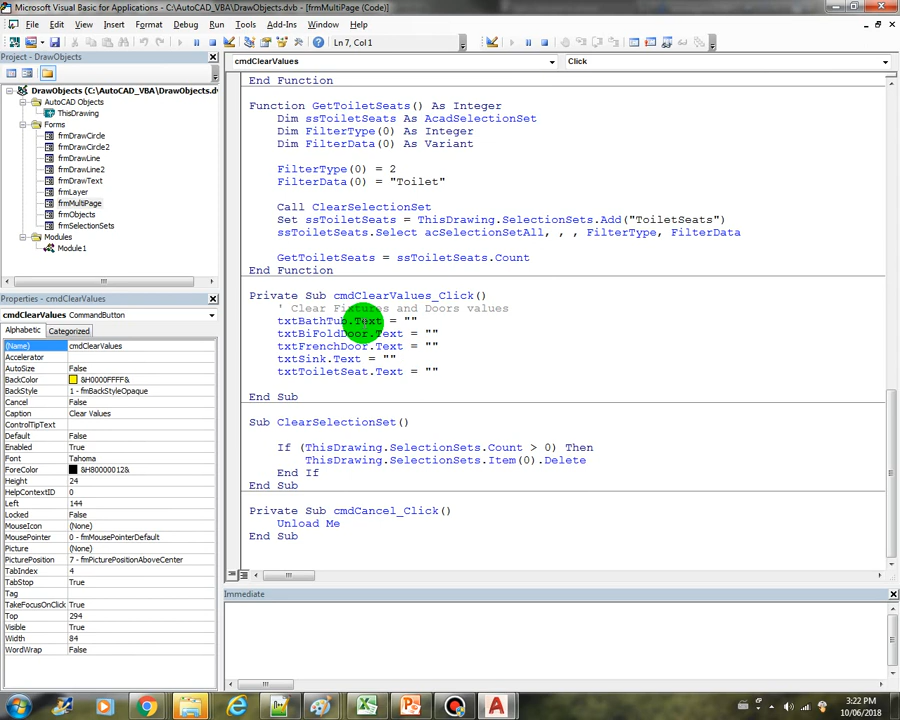 Microsoft Visual Basic for Applications - C:\AutoCAD_VBA\DrawObjects.dvb - [frmMultiPage (Code)]
File Edit View Insert Format Debug Run Tools Add-Ins Window Help
Ln 7, Col 1
Project - DrawObjects
DrawObjects (C:\AutoCAD_VBA\DrawObjects.dvb
AutoCAD Objects
ThisDrawing
Forms
frmDrawCircle
frmDrawCircle2
frmDrawLine
frmDrawLine2
frmDrawText
frmLayer
frmMultiPage
frmObjects
frmSelectionSets
Modules
Module1
Properties - cmdClearValues
cmdClearValues CommandButton
Alphabetic Categorized
(Name) cmdClearValues
Accelerator
AutoSize False
BackColor &H0000FFFF&
BackStyle 1 - fmBackStyleOpaque
Cancel False
Caption Clear Values
ControlTipText
Default False
Enabled True
Font Tahoma
ForeColor &H80000012&
Height 24
HelpContextID 0
Left 144
Locked False
MouseIcon (None)
MousePointer 0 - fmMousePointerDefault
Picture (None)
PicturePosition 7 - fmPicturePositionAboveCenter
TabIndex 4
TabStop True
Tag
TakeFocusOnClick True
Top 294
Visible True
Width 84
WordWrap False
cmdClearValues Click
End Function
Function GetToiletSeats() As Integer
Dim ssToiletSeats As AcadSelectionSet
Dim FilterType(0) As Integer
Dim FilterData(0) As Variant
FilterType(0) = 2
FilterData(0) = "Toilet"
Call ClearSelectionSet
Set ssToiletSeats = ThisDrawing.SelectionSets.Add("ToiletSeats")
ssToiletSeats.Select acSelectionSetAll, , , FilterType, FilterData
GetToiletSeats = ssToiletSeats.Count
End Function
Private Sub cmdClearValues_Click()
' Clear Fixtures and Doors values
txtBathTub.Text = ""
txtBiFoldDoor.Text = ""
txtFrenchDoor.Text = ""
txtSink.Text = ""
txtToiletSeat.Text = ""
End Sub
Sub ClearSelectionSet()
If (ThisDrawing.SelectionSets.Count > 0) Then
ThisDrawing.SelectionSets.Item(0).Delete
End If
End Sub
Private Sub cmdCancel_Click()
Unload Me
End Sub
Immediate
3:22 PM
10/06/2018